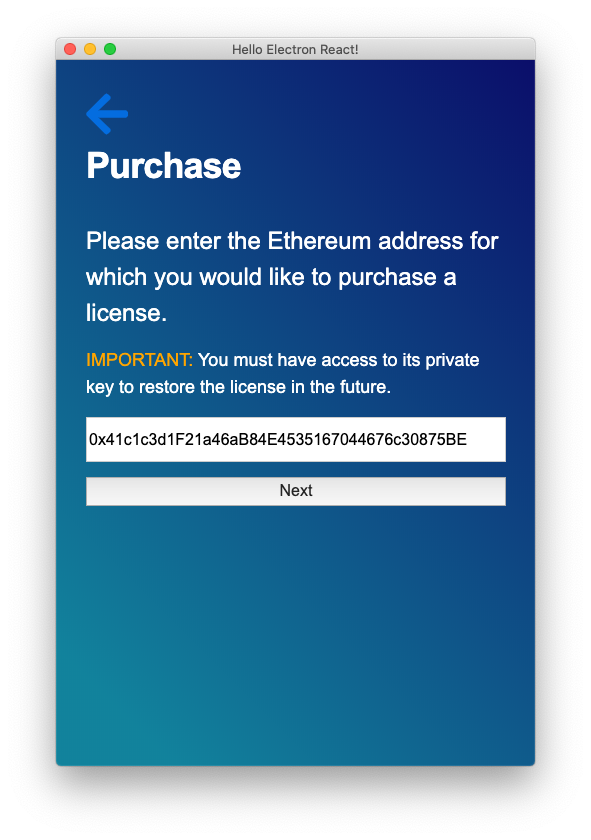 Hello Electron React!
Purchase
Please enter the Ethereum address for
which you would like to purchase a
license.
IMPORTANT: You must have access to its private
key to restore the license in the future.
0x41c1c3d1F21a46aB84E4535167044676c30875BE
Next